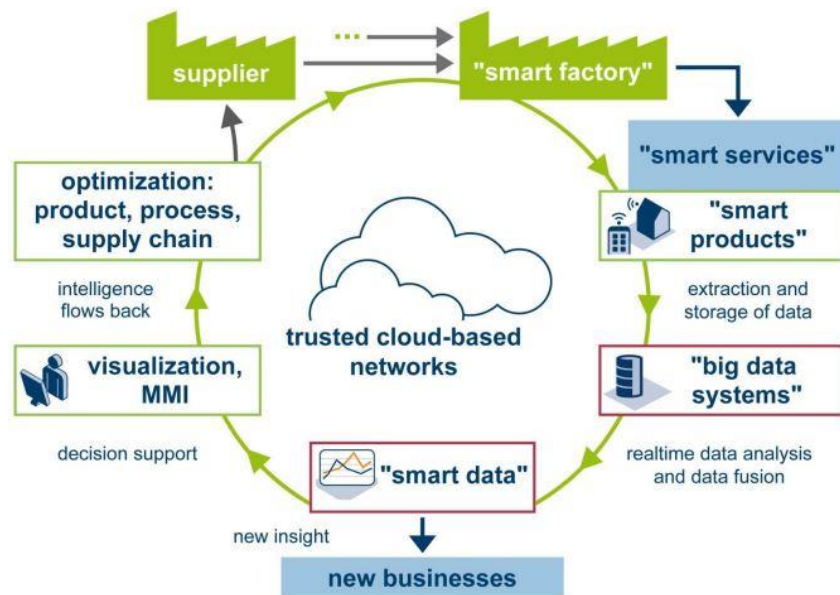 supplier
"smart factory"
"smart services"
optimization:
product, process,
supply chain
"smart
products"
intelligence
flows back
extraction and
storage of data
trusted cloud-based
networks
visualization,
MMI
"big data
systems"
decision support
realtime data analysis
and data fusion
"smart data"
new insight
new businesses